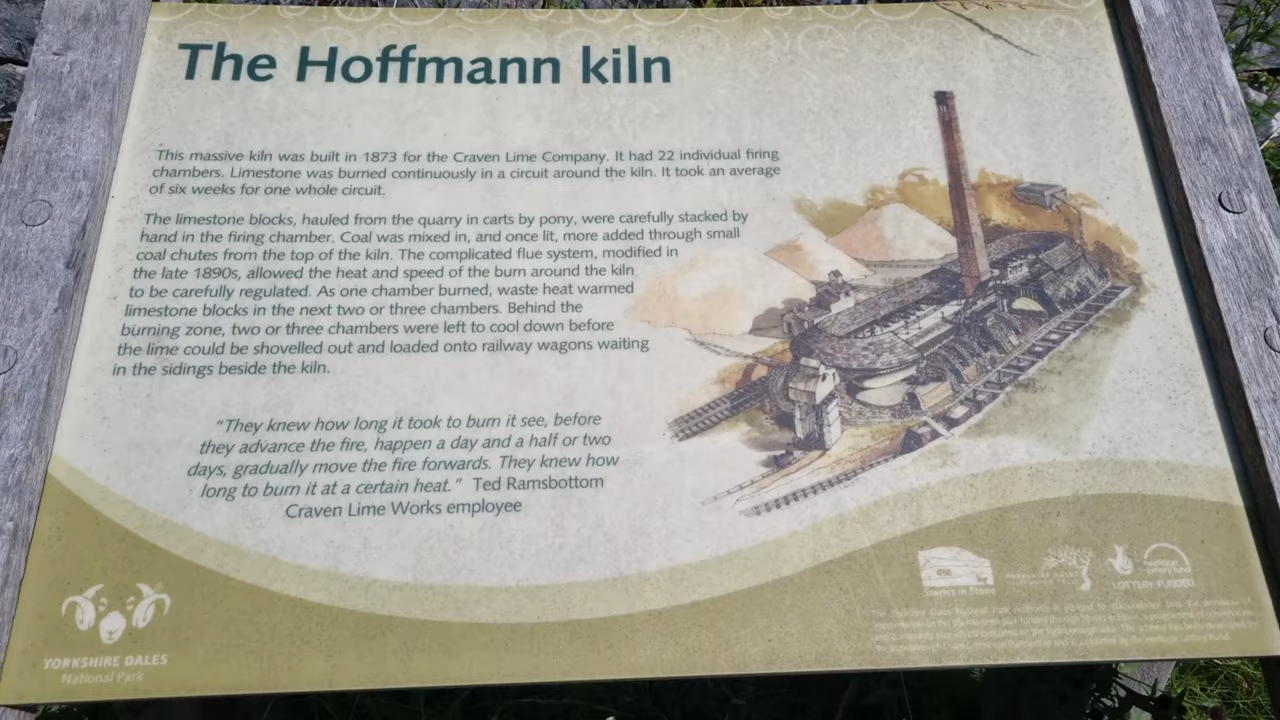 The Hoffmann kiln
This massive kiln was built in 1873 for the Craven Lime Company. It had 22 individual firing
chambers. Limestone was burned continuously in a circuit around the kiln. It took an average
of six weeks for one whole circuit.
The limestone blocks, hauled from the quarry in carts by pony, were carefully stacked by
hand in the firing chamber. Coal was mixed in, and once lit, more added through small
coal chutes from the top of the kiln. The complicated flue system, modified in
the late 1890s, allowed the heat and speed of the burn around the kiln
to be carefully regulated. As one chamber burned, waste heat warmed
limestone blocks in the next two or three chambers. Behind the
burning zone, two or three chambers were left to cool down before
the lime could be shovelled out and loaded onto railway wagons waiting
in the sidings beside the kiln.
“They knew how long it took to burn it see, before
they advance the fire, happen a day and a half or two
days, gradually move the fire forwards. They knew how
long to burn it at a certain heat.” Ted Ramsbottom
Craven Lime Works employee
YORKSHIRE DALES
National Park
Stories in Stone
LOTTERY FUNDED